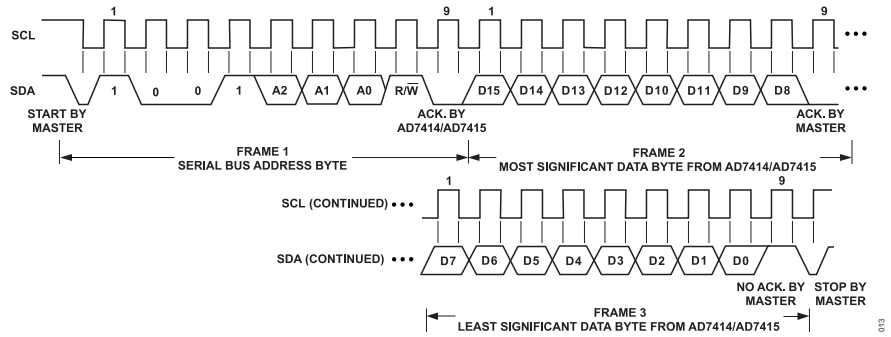 1 9 1 9
SCL
SDA 1 0 0 1 A2 A1 A0 R/W̅ D15 D14 D13 D12 D10 D11 D9 D8
START BY
MASTER
ACK. BY
AD7414/AD7415
ACK. BY
MASTER
FRAME 1
SERIAL BUS ADDRESS BYTE
FRAME 2
MOST SIGNIFICANT DATA BYTE FROM AD7414/AD7415
1 9
SCL (CONTINUED)
SDA (CONTINUED) D7 D6 D5 D4 D3 D2 D1 D0
NO ACK. BY
MASTER
STOP BY
MASTER
FRAME 3
LEAST SIGNIFICANT DATA BYTE FROM AD7414/AD7415
013